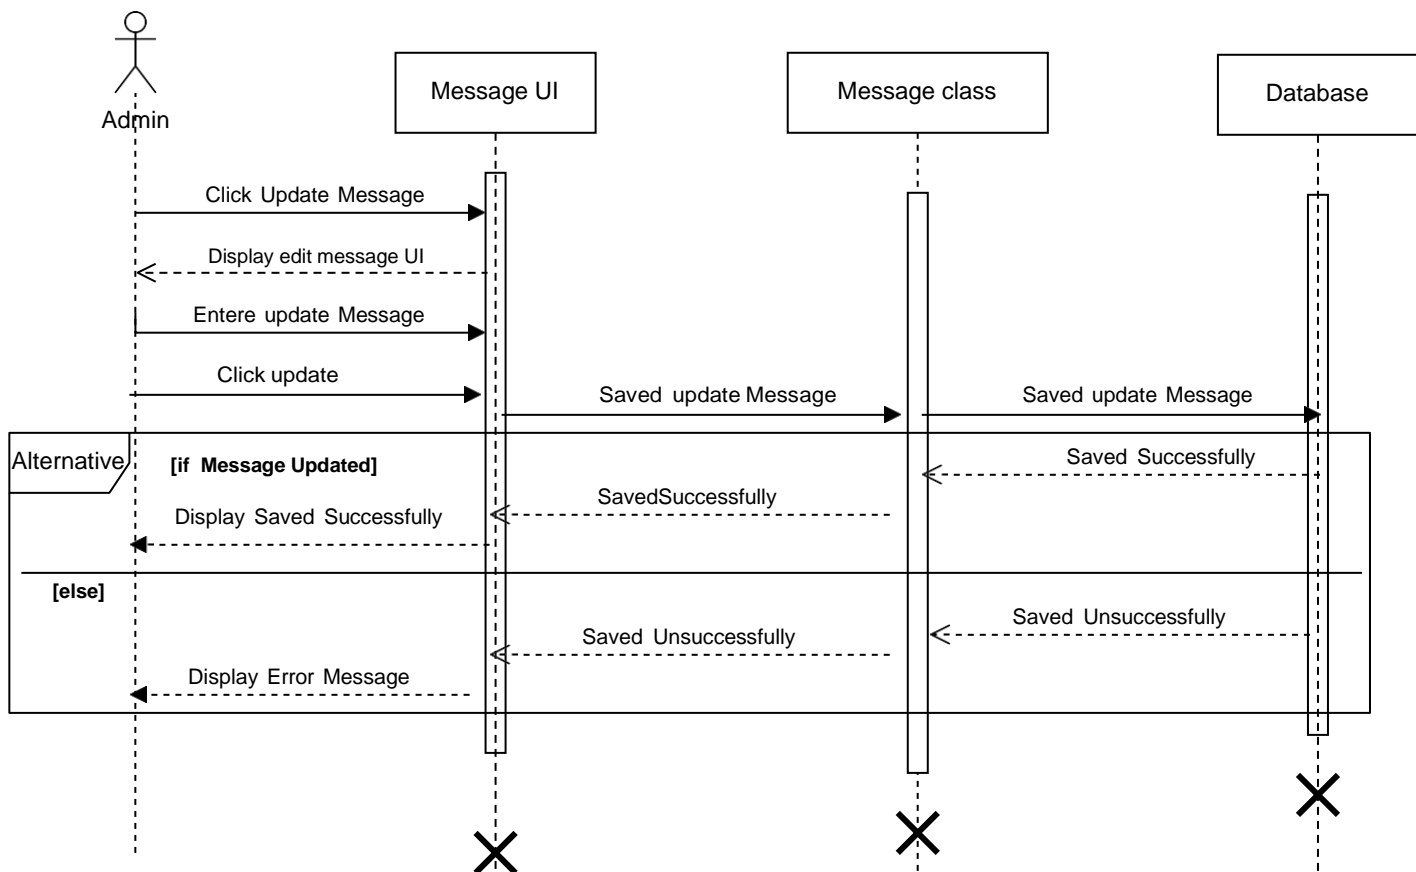 Admin
Message UI
Message class
Database
Click Update Message
Display edit message UI
Entere update Message
Click update
Saved update Message
Saved update Message
Alternative
[if Message Updated]
Saved Successfully
SavedSuccessfully
Display Saved Successfully
[else]
Saved Unsuccessfully
Saved Unsuccessfully
Display Error Message